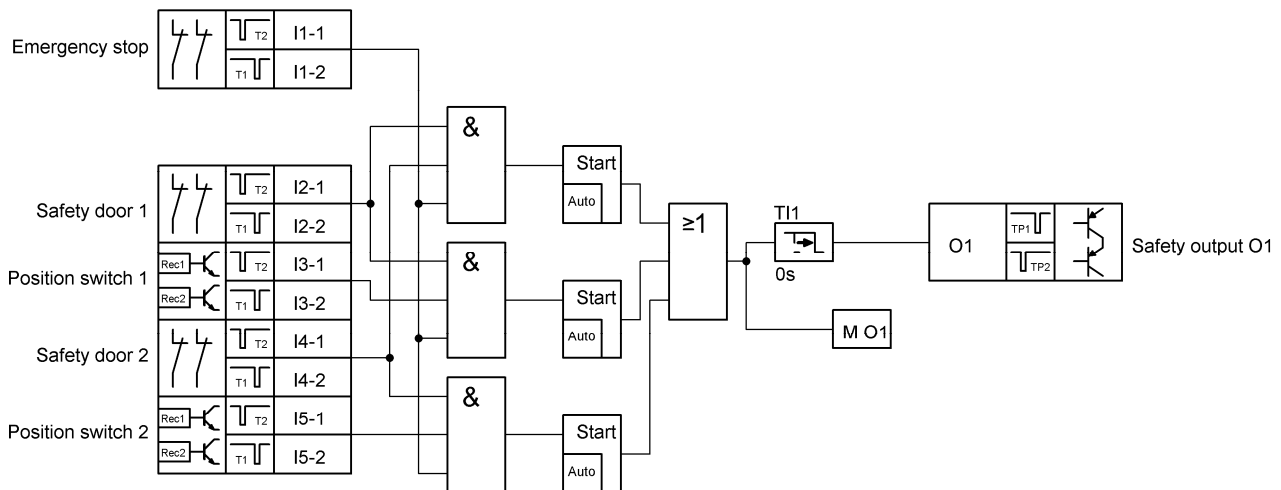 Emergency stop
T2 I1-1
T1 I1-2
&
Safety door 1
T2 I2-1
T1 I2-2
Start
Auto
Position switch 1
Rec1 T2 I3-1
Rec2 T1 I3-2
&
Start
Auto
≥1
TI1
0s
O1
TP1
TP2
Safety output O1
M O1
Safety door 2
T2 I4-1
T1 I4-2
Position switch 2
Rec1 T2 I5-1
Rec2 T1 I5-2
&
Start
Auto